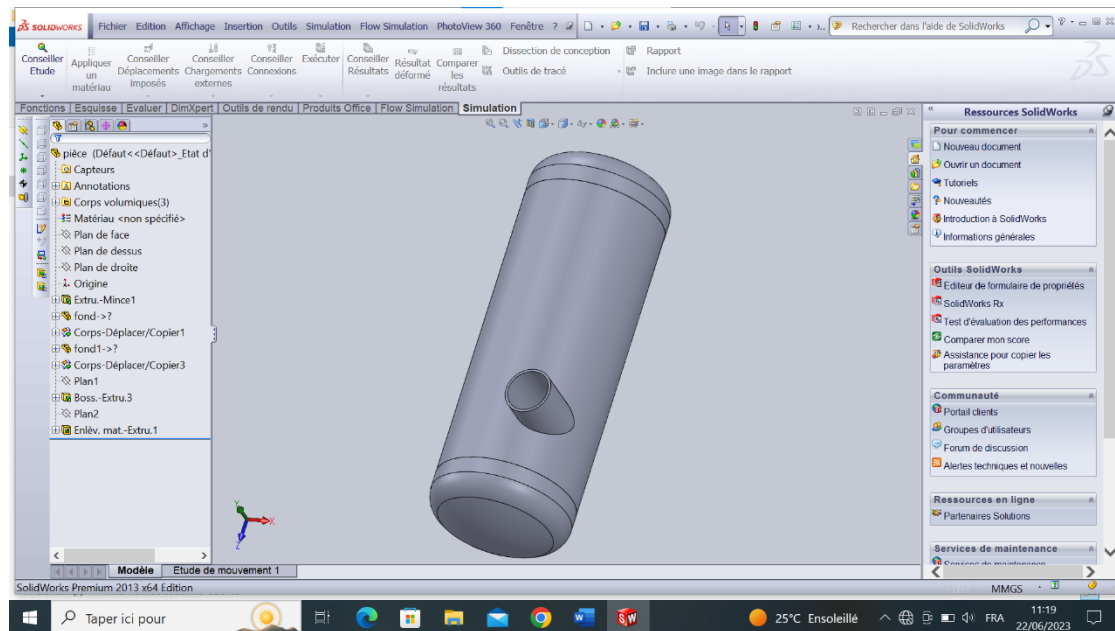 SOLIDWORKS Fichier Edition Affichage Insertion Outils Simulation Flow Simulation PhotoView 360 Fenêtre ? Rechercher dans l'aide de SolidWorks
Conseiller Etude
Appliquer un matériau
Conseiller Déplacements imposés
Conseiller Chargements externes
Conseiller Connexions
Exécuter
Conseiller Résultats
Résultat déformé
Comparer les résultats
Dissection de conception
Outils de tracé
Rapport
Inclure une image dans le rapport
Fonctions Esquisse Evaluer DimXpert Outils de rendu Produits Office Flow Simulation Simulation
pièce (Défaut<<Défaut>_Etat d'
Capteurs
Annotations
Corps volumiques(3)
Matériau <non spécifié>
Plan de face
Plan de dessus
Plan de droite
Origine
Extru.-Mince1
fond->?
Corps-Déplacer/Copier1
fond1->?
Corps-Déplacer/Copier3
Plan1
Boss.-Extru.3
Plan2
Enlèv. mat.-Extru.1
Y
X
Z
Ressources SolidWorks
Pour commencer
Nouveau document
Ouvrir un document
Tutoriels
Nouveautés
Introduction à SolidWorks
Informations générales
Outils SolidWorks
Editeur de formulaire de propriétés
SolidWorks Rx
Test d'évaluation des performances
Comparer mon score
Assistance pour copier les
paramètres
Communauté
Portail clients
Groupes d'utilisateurs
Forum de discussion
Alertes techniques et nouvelles
Ressources en ligne
Partenaires Solutions
Services de maintenance
Modèle Etude de mouvement 1
SolidWorks Premium 2013 x64 Edition
MMGS
Taper ici pour
25°C Ensoleillé
FRA
11:19
22/06/2023